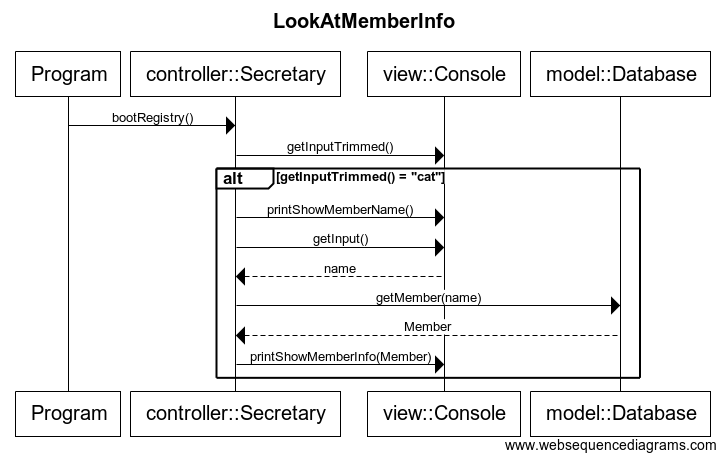 LookAtMemberInfo
Program
controller::Secretary
view::Console
model::Database
bootRegistry()
getInputTrimmed()
alt
[getInputTrimmed() = "cat"]
printShowMemberName()
getInput()
name
getMember(name)
Member
printShowMemberInfo(Member)
Program
controller::Secretary
view::Console
model::Database
www.websequencediagrams.com